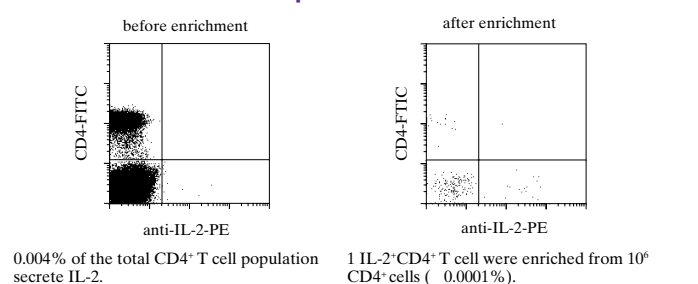 before enrichment
CD4-FITC
anti-IL-2-PE
0.004% of the total CD4⁺ T cell population
secrete IL-2.
after enrichment
CD4-FTIC
anti-IL-2-PE
1 IL-2⁺CD4⁺ T cell were enriched from 10⁶
CD4⁺ cells (   0.0001%).